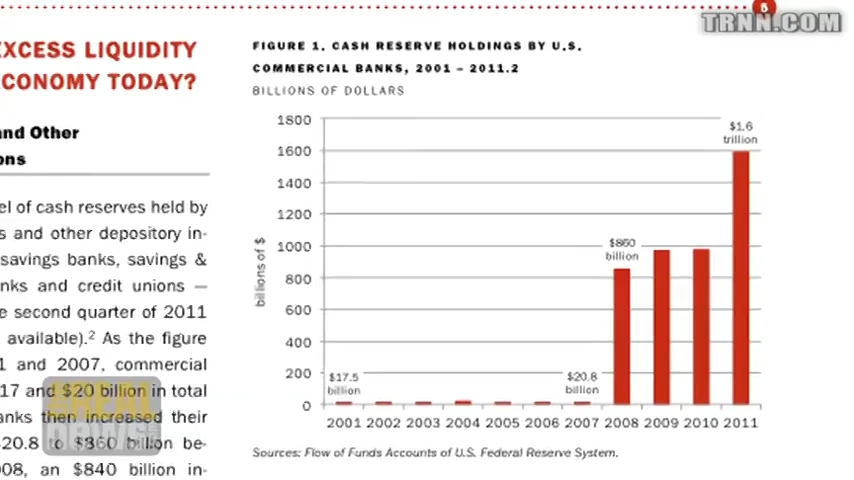 5
TRNN.COM
EXCESS LIQUIDITY
ECONOMY TODAY?
and Other
ons
el of cash reserves held by
s and other depository in-
savings banks, savings &
nks and credit unions —
e second quarter of 2011
available).² As the figure
1 and 2007, commercial
17 and $20 billion in total
anks then increased their
$20.8 to $860 billion be-
08, an $840 billion in-
FIGURE 1. CASH RESERVE HOLDINGS BY U.S.
COMMERCIAL BANKS, 2001 – 2011.2
BILLIONS OF DOLLARS
billions of $
1800
1600
1400
1200
1000
800
600
400
200
0
$17.5
billion
$20.8
billion
$860
billion
$1.6
trillion
2001 2002 2003 2004 2005 2006 2007 2008 2009 2010 2011
Sources: Flow of Funds Accounts of U.S. Federal Reserve System.